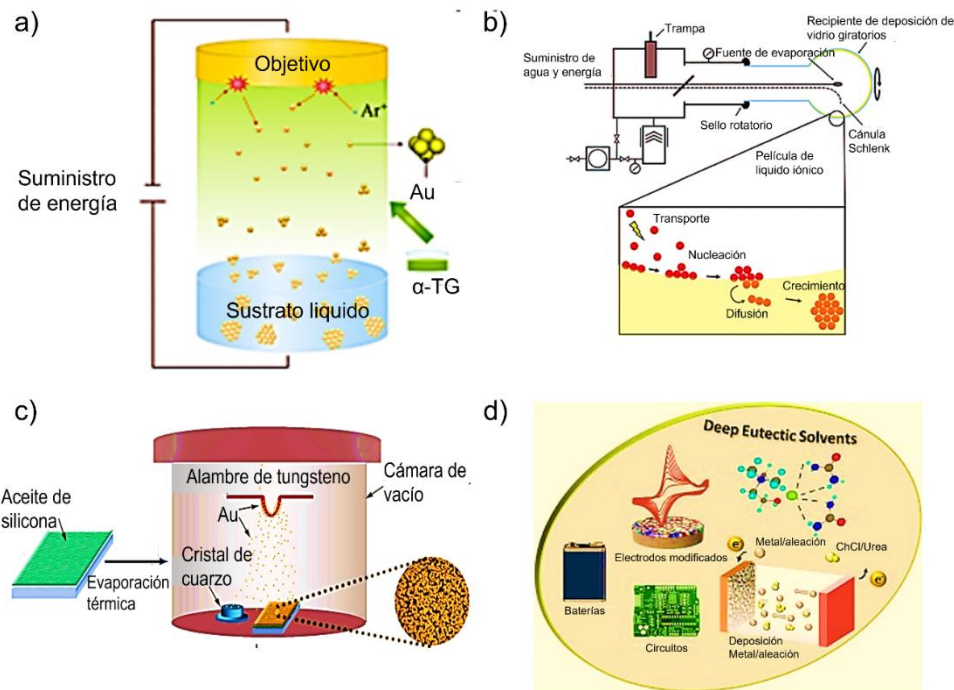 a)
Objetivo
Ar+
Suministro
de energía
Au
α-TG
Sustrato liquido
b)
Trampa
Recipiente de deposición de
vidrio giratorios
Fuente de evaporación
Suministro de
agua y energía
Sello rotatorio
Cánula
Schlenk
Película de
liquido iónico
Transporte
Nucleación
Crecimiento
Difusión
c)
Alambre de tungsteno
Cámara de
vacío
Aceite de
silicona
Au
Cristal de
cuarzo
Evaporación
térmica
d)
Deep Eutectic Solvents
Electrodos modificados
Metal/aleación
ChCl/Urea
e-
e-
Baterías
Circuitos
Deposición
Metal/aleación